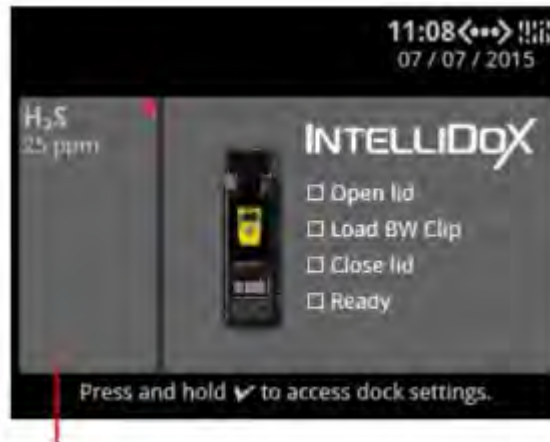 11:08
07 / 07 / 2015
H₂S
25 ppm
INTELLIDOX
☐ Open lid
☐ Load BW Clip
☐ Close lid
☐ Ready
Press and hold ✔ to access dock settings.